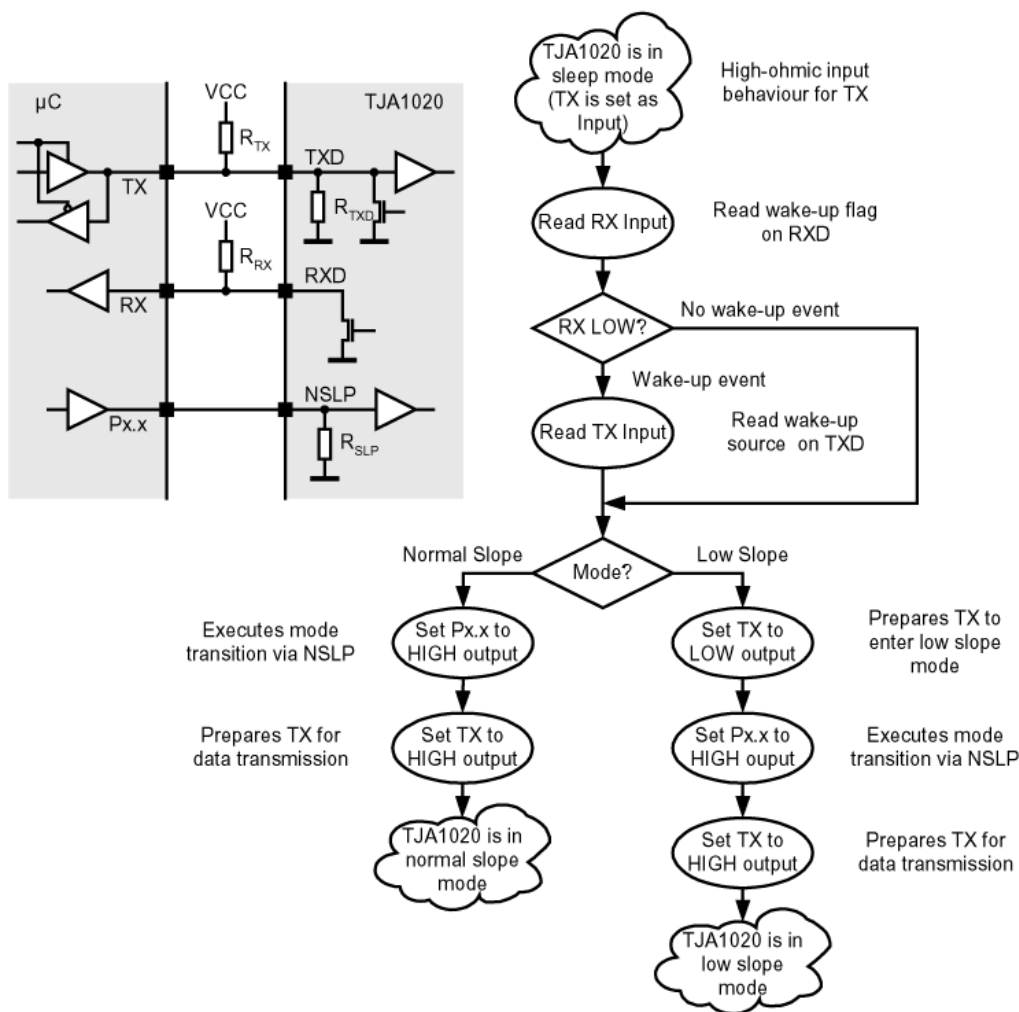 µC
VCC
TJA1020
R_TX
TXD
TX
R_TXD
VCC
R_RX
RXD
RX
NSLP
Px.x
R_SLP
TJA1020 is in
sleep mode
(TX is set as
Input)
High-ohmic input
behaviour for TX
Read RX Input
Read wake-up flag
on RXD
RX LOW?
No wake-up event
Wake-up event
Read TX Input
Read wake-up
source on TXD
Mode?
Normal Slope
Low Slope
Executes mode
transition via NSLP
Set Px.x to
HIGH output
Prepares TX for
data transmission
Set TX to
HIGH output
TJA1020 is in
normal slope
mode
Set TX to
LOW output
Prepares TX to
enter low slope
mode
Set Px.x to
HIGH ouput
Executes mode
transition via NSLP
Set TX to
HIGH output
Prepares TX for
data transmission
TJA1020 is in
low slope
mode